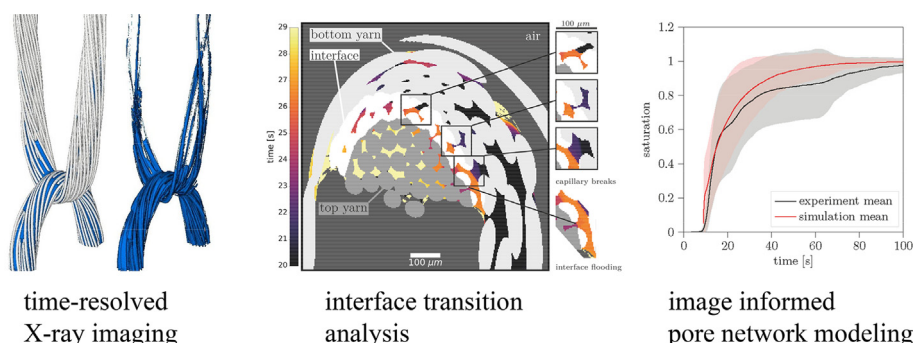 time [s]
29
28
27
26
25
24
23
22
21
20
bottom yarn
interface
air
top yarn
100 μm
100 μm
capillary breaks
interface flooding
saturation
1.2
1
0.8
0.6
0.4
0.2
0
0
20
40
60
80
100
time [s]
experiment mean
simulation mean
time-resolved
X-ray imaging
interface transition
analysis
image informed
pore network modeling